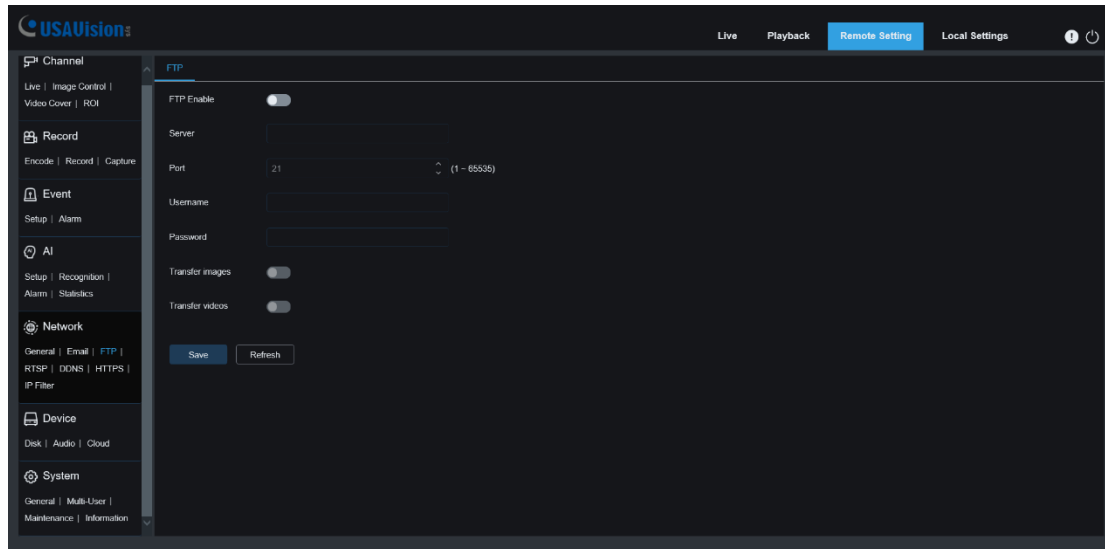 USAVision
Live Playback Remote Setting Local Settings
Channel
Live | Image Control |
Video Cover | ROI
Record
Encode | Record | Capture
Event
Setup | Alarm
AI
Setup | Recognition |
Alarm | Statistics
Network
General | Email | FTP |
RTSP | DDNS | HTTPS |
IP Filter
Device
Disk | Audio | Cloud
System
General | Multi-User |
Maintenance | Information
FTP
FTP Enable
Server
Port 21 (1 ~ 65535)
Username
Password
Transfer images
Transfer videos
Save Refresh